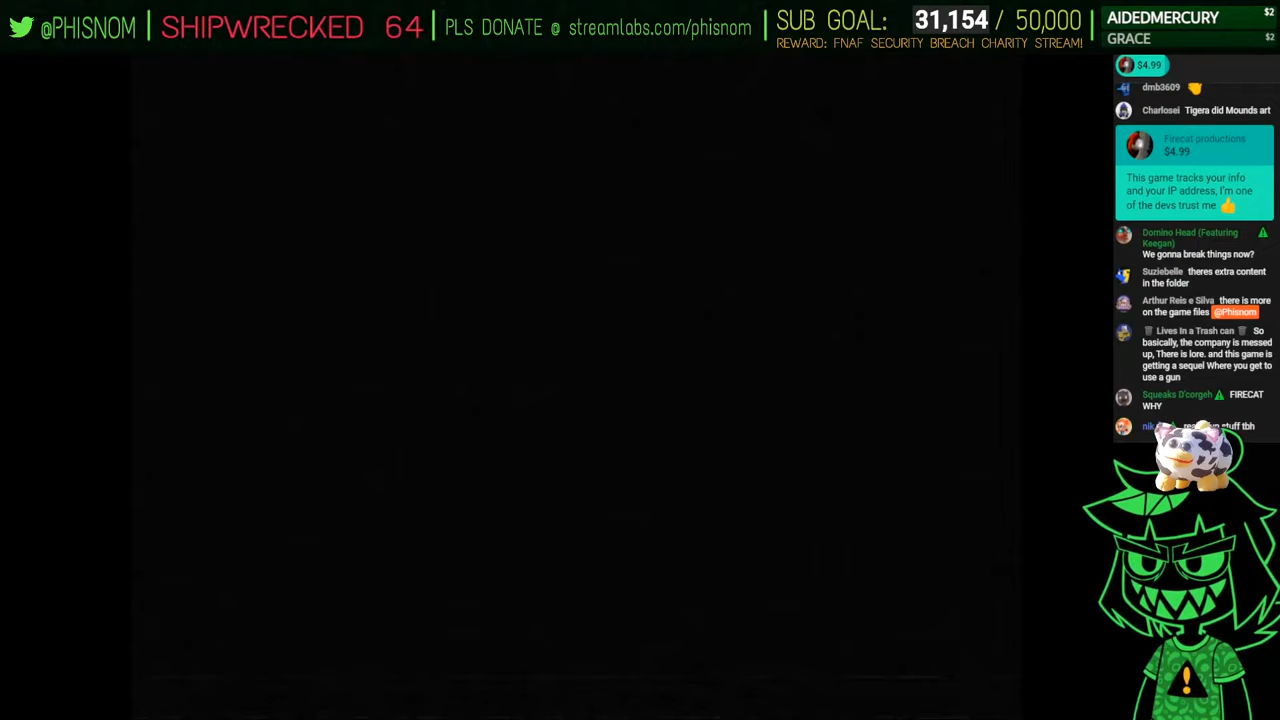 @PHISNOM
SHIPWRECKED 64
PLS DONATE @ streamlabs.com/phisnom
SUB GOAL: 31,154 / 50,000
REWARD: FNAF SECURITY BREACH CHARITY STREAM!
AIDEDMERCURY $2
GRACE $2
$4.99
dmb3609
Charlosei Tigera did Mounds art
Firecat productions
$4.99
This game tracks your info
and your IP address, I'm one
of the devs trust me
Domino Head (Featuring
Keegan)
We gonna break things now?
Suziebelle theres extra content
in the folder
Arthur Reis e Silva there is more
on the game files @Phisnom
Lives In a Trash can So
basically, the company is messed
up, There is lore. and this game is
getting a sequel Where you get to
use a gun
Squeaks D'corgeh FIRECAT
WHY
stuff tbh